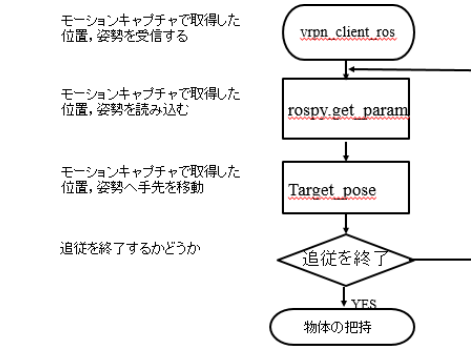 モーションキャプチャで取得した
位置，姿勢を受信する
vrpn_client_ros
モーションキャプチャで取得した
位置，姿勢を読み込む
rospy.get_param
モーションキャプチャで取得した
位置，姿勢へ手先を移動
Target_pose
追従を終了するかどうか
追従を終了
YES
物体の把持